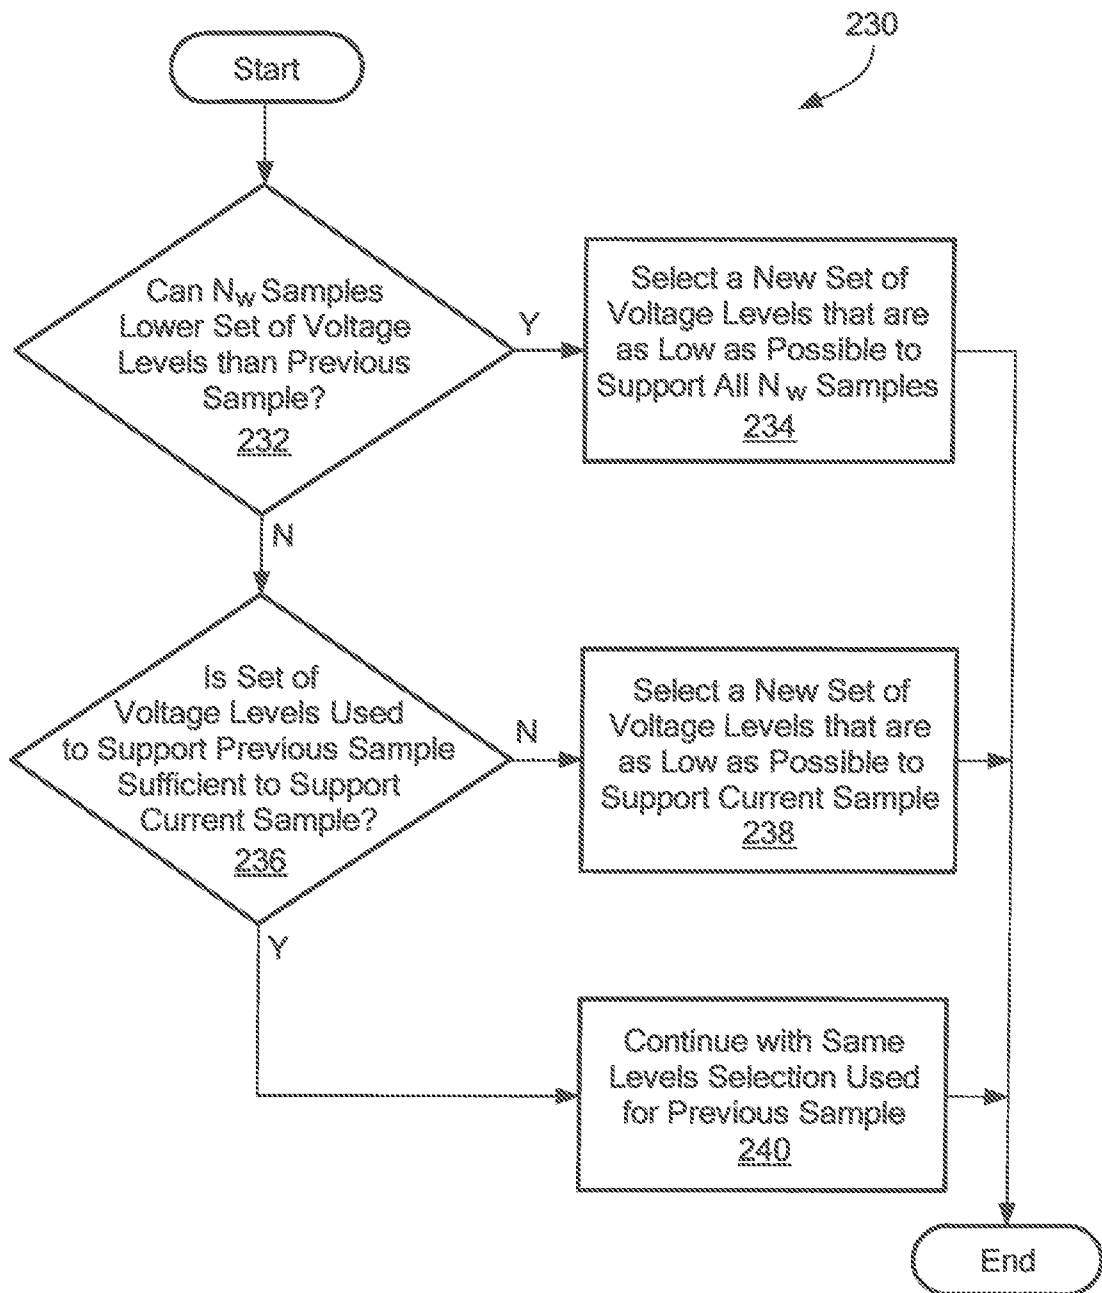 230
Start
Can Nw Samples
Lower Set of Voltage
Levels than Previous
Sample?
232
Y
Select a New Set of
Voltage Levels that are
as Low as Possible to
Support All Nw Samples
234
N
Is Set of
Voltage Levels Used
to Support Previous Sample
Sufficient to Support
Current Sample?
236
N
Select a New Set of
Voltage Levels that are
as Low as Possible to
Support Current Sample
238
Y
Continue with Same
Levels Selection Used
for Previous Sample
240
End